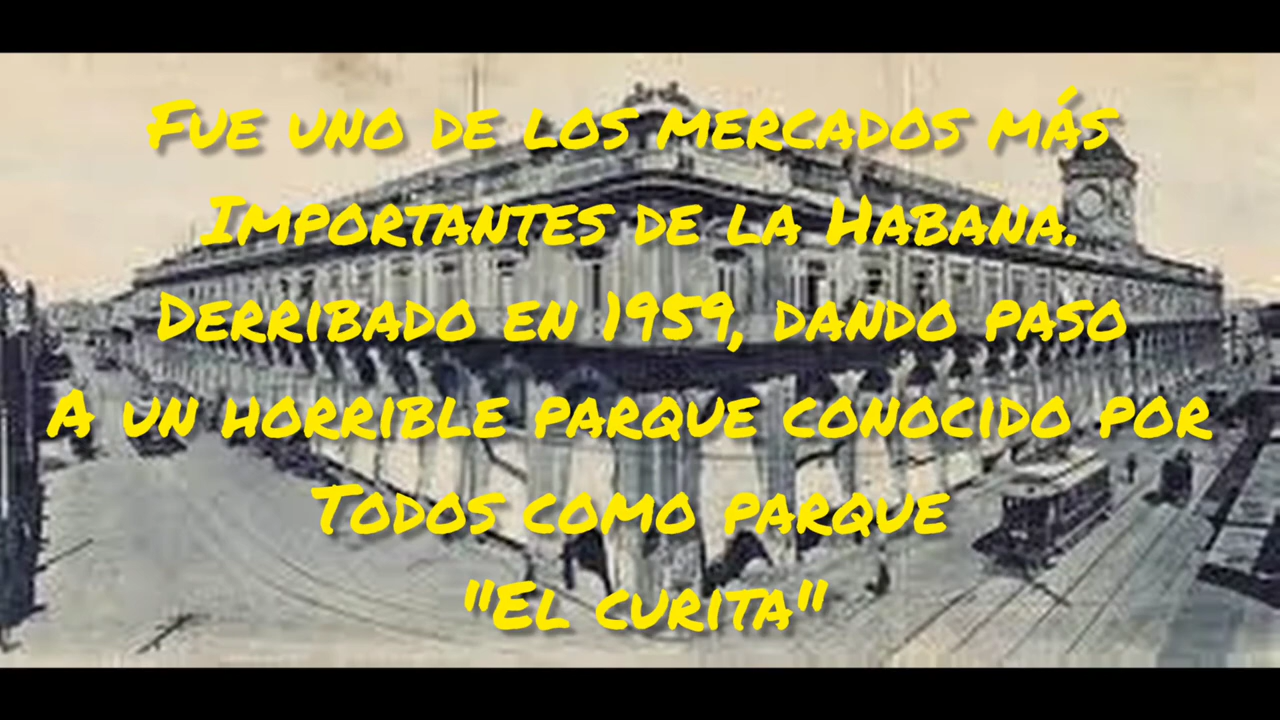 Fue uno de los mercados más
Importantes de la Habana.
Derribado en 1959, dando paso
A un horrible parque conocido por
Todos como parque
"El curita"